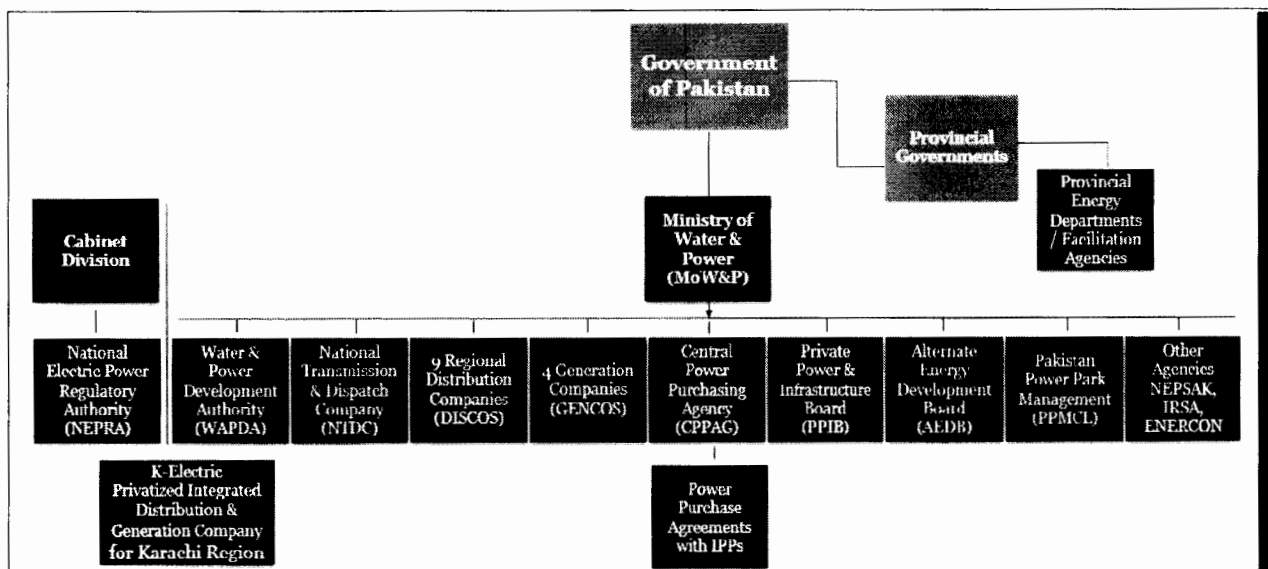 Government
of Pakistan
Provincial
Governments
Provincial
Energy
Departments
/ Facilitation
Agencies
Cabinet
Division
Ministry of
Water &
Power
(MoW&P)
National
Electric Power
Regulatory
Authority
(NEPRA)
Water &
Power
Development
Authority
(WAPDA)
National
Transmission
& Dispatch
Company
(NTDC)
9 Regional
Distribution
Companies
(DISCOS)
4 Generation
Companies
(GENCOS)
Central
Power
Purchasing
Agency
(CPPAG)
Private
Power &
Infrastructure
Board
(PPIB)
Alternate
Energy
Development
Board
(AEDB)
Pakistan
Power Park
Management
(PPMCL)
Other
Agencies
NEPSAK,
IRSA,
ENERCON
K-Electric
Privatized Integrated
Distribution &
Generation Company
for Karachi Region
Power
Purchase
Agreements
with IPPs